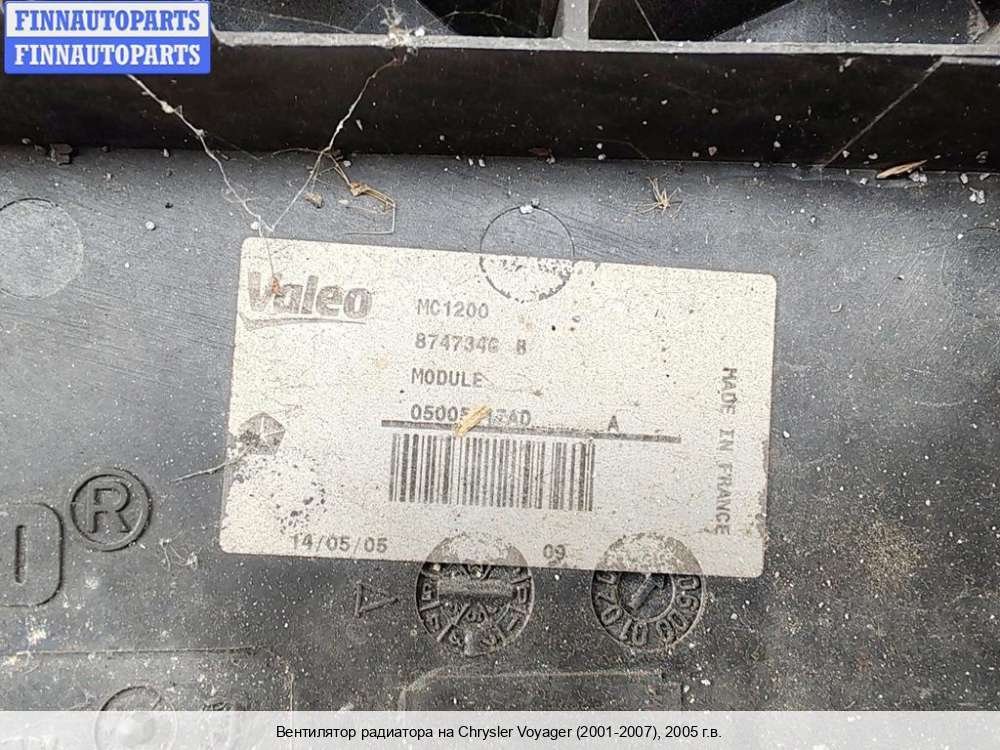 FINNAUTOPARTS
FINNAUTOPARTS
Valeo
MC1200
B
MODULE
A
MADE IN FRANCE
14/05/05
09
®
Вентилятор радиатора на Chrysler Voyager (2001-2007), 2005 г.в.